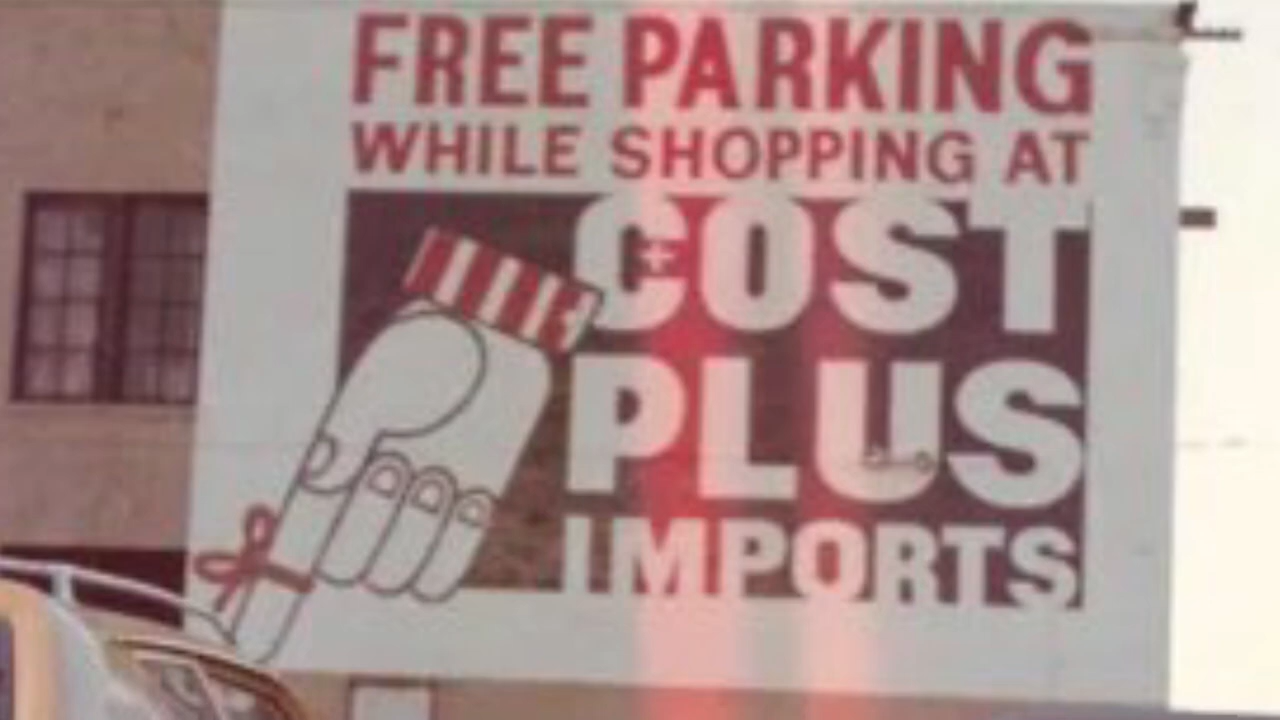 FREE PARKING
WHILE SHOPPING AT
COST
PLUS
IMPORTS